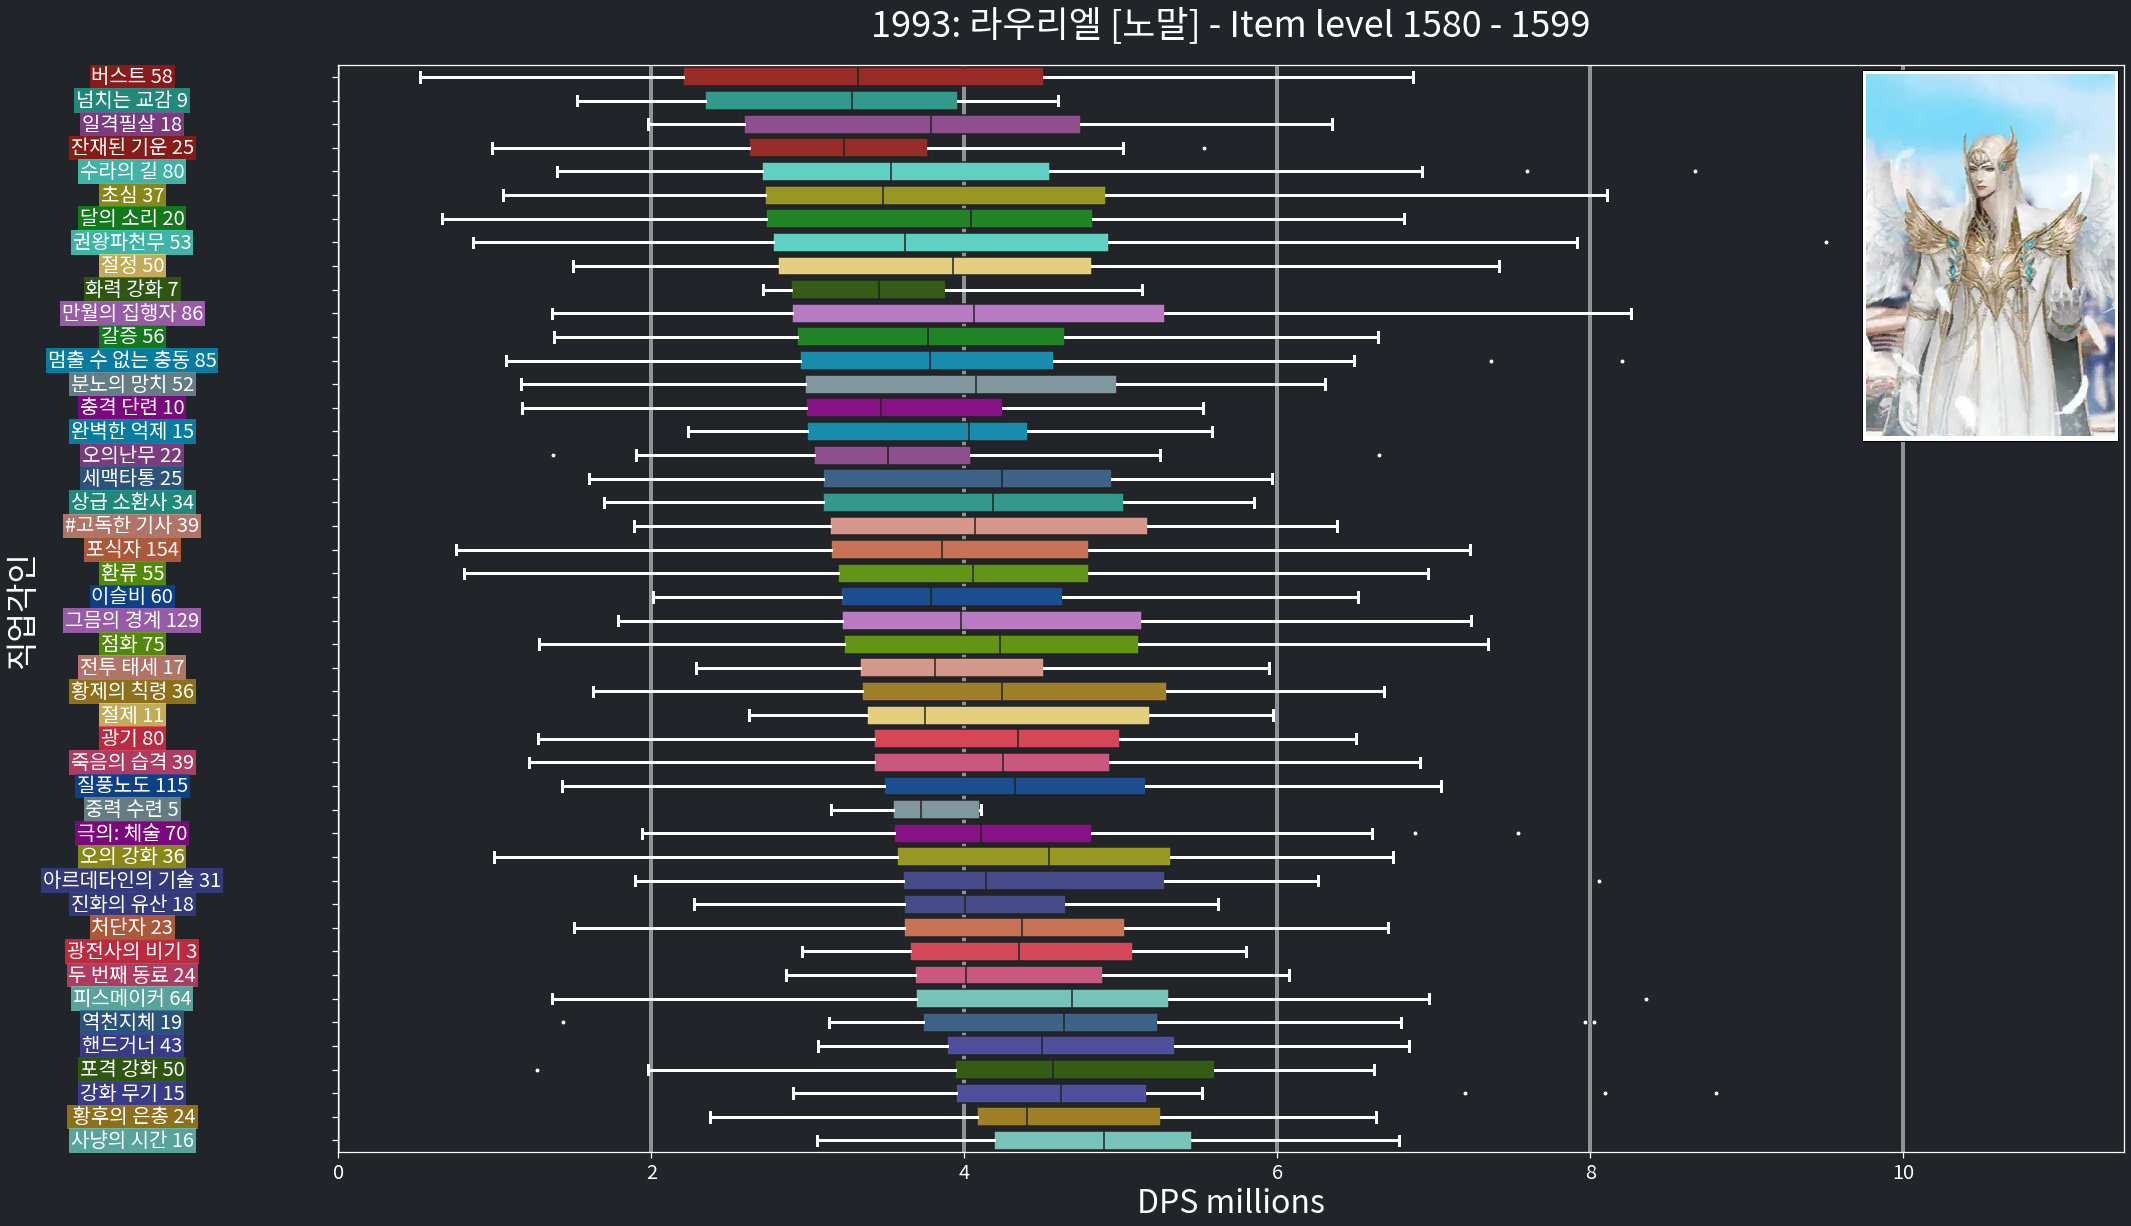 1993: 라우리엘 [노말] - Item level 1580 - 1599
버스트 58
넘치는 교감 9
일격필살 18
잔재된 기운 25
수라의 길 80
초심 37
달의 소리 20
권왕파천무 53
절정 50
화력 강화 7
만월의 집행자 86
갈증 56
멈출 수 없는 충동 85
분노의 망치 52
충격 단련 10
완벽한 억제 15
오의난무 22
세맥타통 25
상급 소환사 34
#고독한 기사 39
포식자 154
환류 55
이슬비 60
그믐의 경계 129
점화 75
전투 태세 17
황제의 칙령 36
절제 11
광기 80
죽음의 습격 39
질풍노도 115
중력 수련 5
극의: 체술 70
오의 강화 36
아르데타인의 기술 31
진화의 유산 18
처단자 23
광전사의 비기 3
두 번째 동료 24
피스메이커 64
역천지체 19
핸드거너 43
포격 강화 50
강화 무기 15
황후의 은총 24
사냥의 시간 16
직업각인
0 2 4 6 8 10
DPS millions